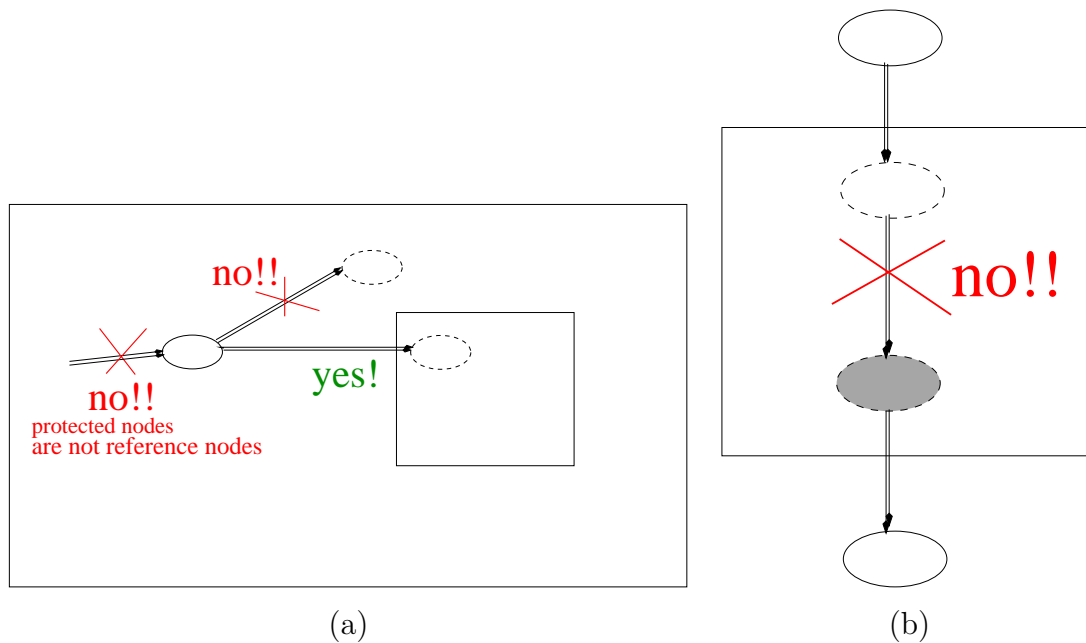 no!!
yes!
no!!
protected nodes
are not reference nodes
no!!
(a)
(b)